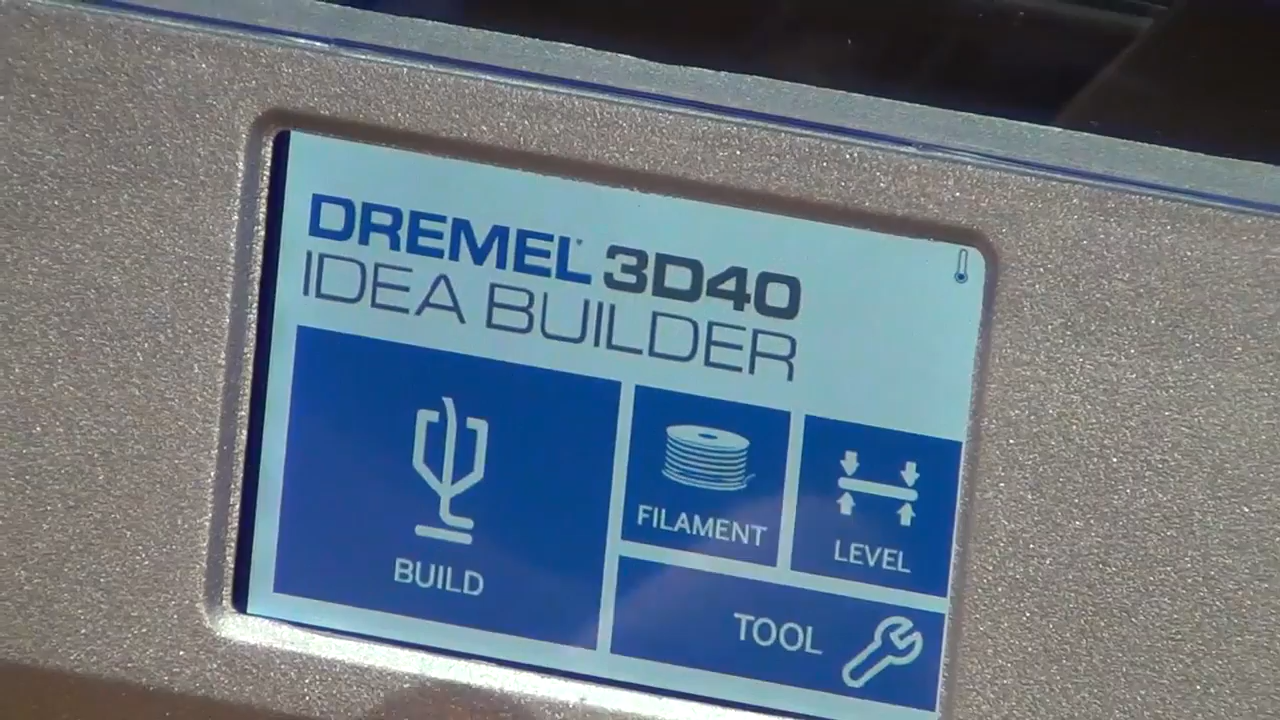 DREMEL 3D40
IDEA BUILDER
BUILD
FILAMENT
LEVEL
TOOL